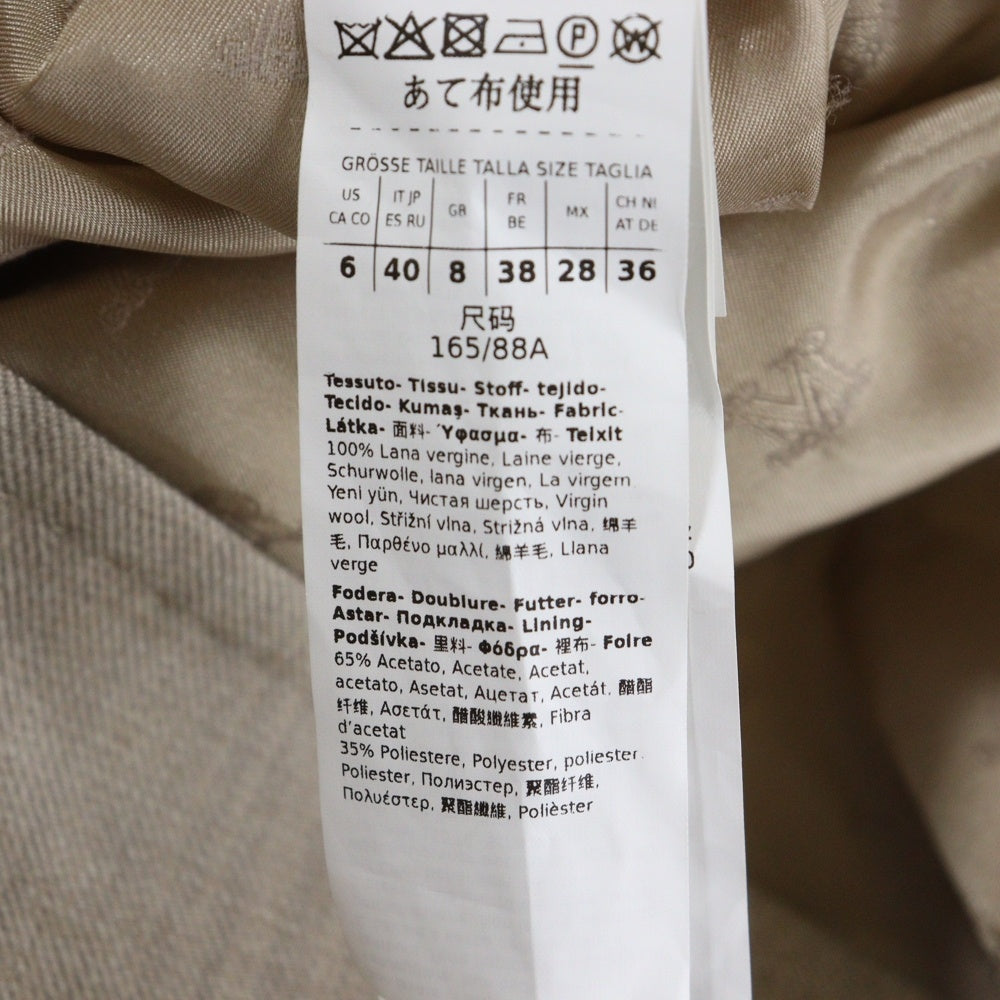 P W
あて布使用
GRÖSSE TAILLE TALLA SIZE TAGLIA
US CA CO | IT JP ES RU | GB | FR BE | MX | CH NL AT DE
6 | 40 | 8 | 38 | 28 | 36
尺码
165/88A
Tessuto- Tissu- Stoff- tejido-
Tecido- Kumaş- Ткань- Fabric-
Látka- 面料- Ύφασμα- 布- Teixit
100% Lana vergine, Laine vierge,
Schurwolle, lana virgen, La virgem
Yeni yün, Чистая шерсть, Virgin
wool, Střižní vlna, Strižná vlna, 绵羊
毛, Παρθένο μαλλί, 綿羊毛, Llana
verge
Fodera- Doublure- Futter- forro-
Astar- Подкладка- Lining-
Podšívka- 里料- Φόδρα- 裡布- Folre
65% Acetato, Acetate, Acetat,
acetato, Asetat, Ацетат, Acetát, 醋酯
纤维, Ασετάτ, 醋酸纖維素, Fibra
d'acetat
35% Poliestere, Polyester, poliester,
Poliester, Полиэстер, 聚酯纤维,
Πολυέστερ, 聚酯纖維, Polièster